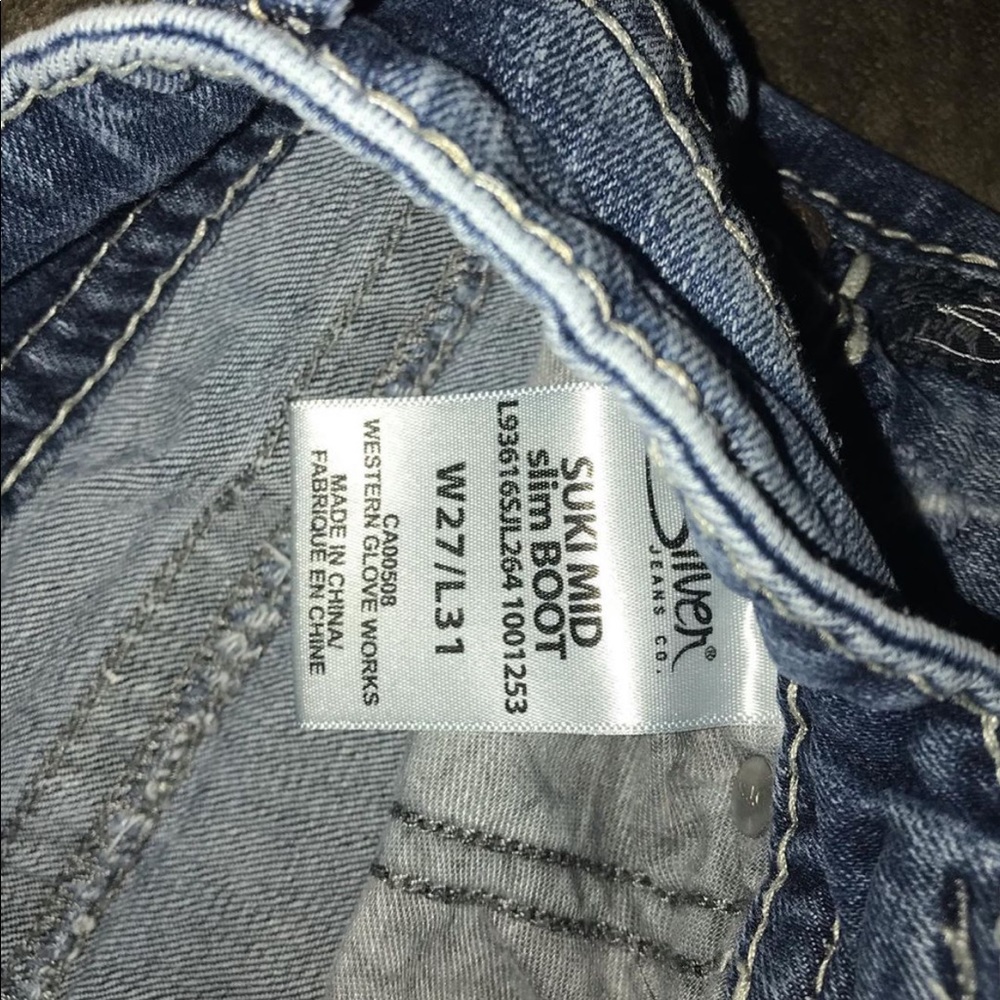 Silver®
JEANS CO.
SUKI MID
slim BOOT
L93616SJL264 1001253
W27/L31
CA00508
WESTERN GLOVE WORKS
MADE IN CHINA/
FABRIQUE EN CHINE